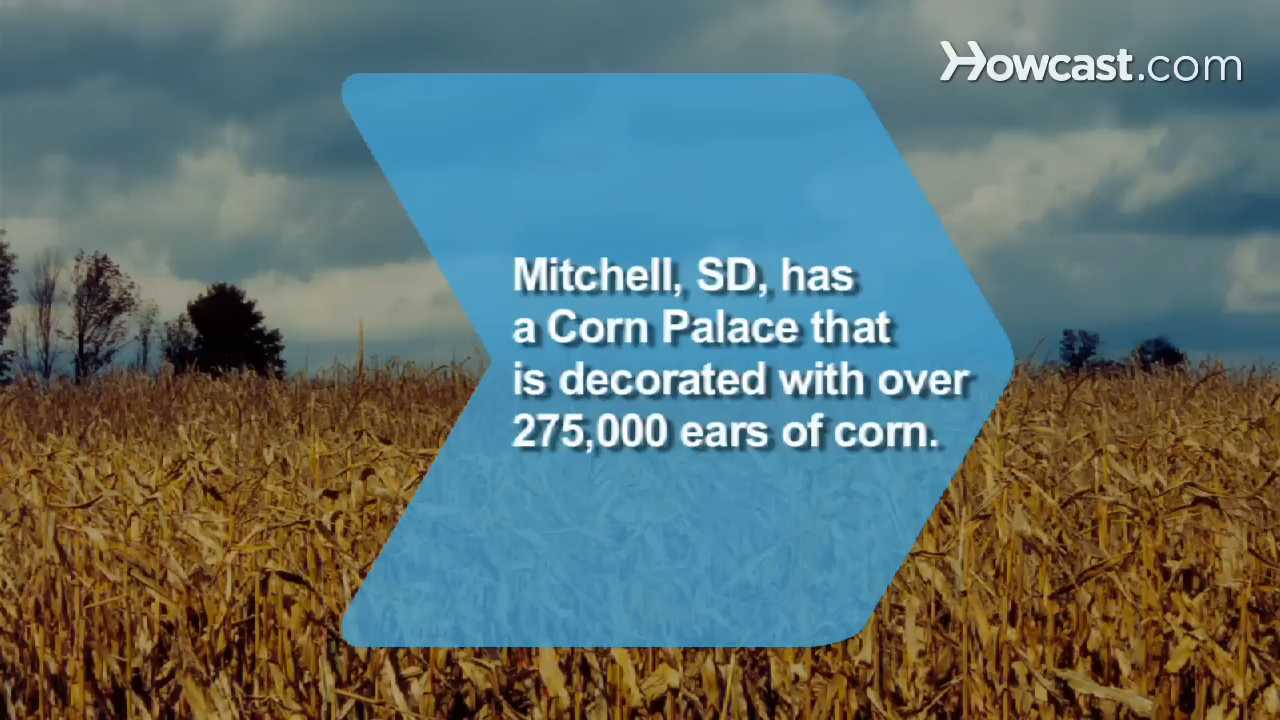 Howcast.com
Mitchell, SD, has
a Corn Palace that
is decorated with over
275,000 ears of corn.